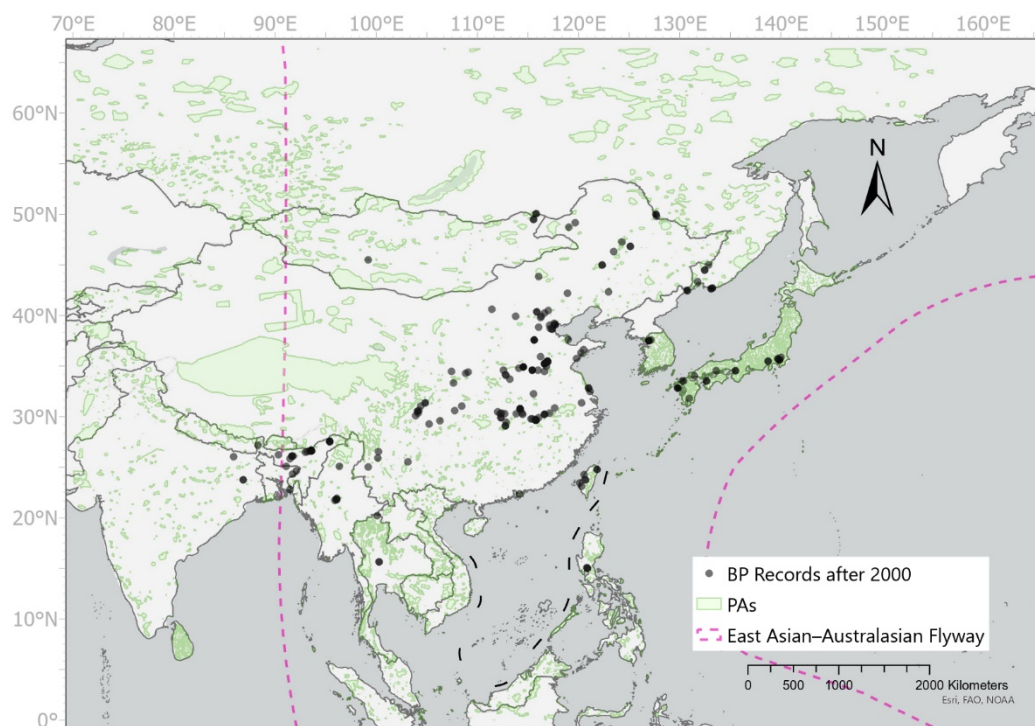 70° 80° 90° 100° 110° 120° 130° 140° 150° 160°
60°N
N
50°N
40°N
30°N
20°N
BP Records after 2000
PAs
10°N
East Asian–Australasian Flyway
0 500 1000 2000 Kilometers
Esri, FAO, NOAA
0°